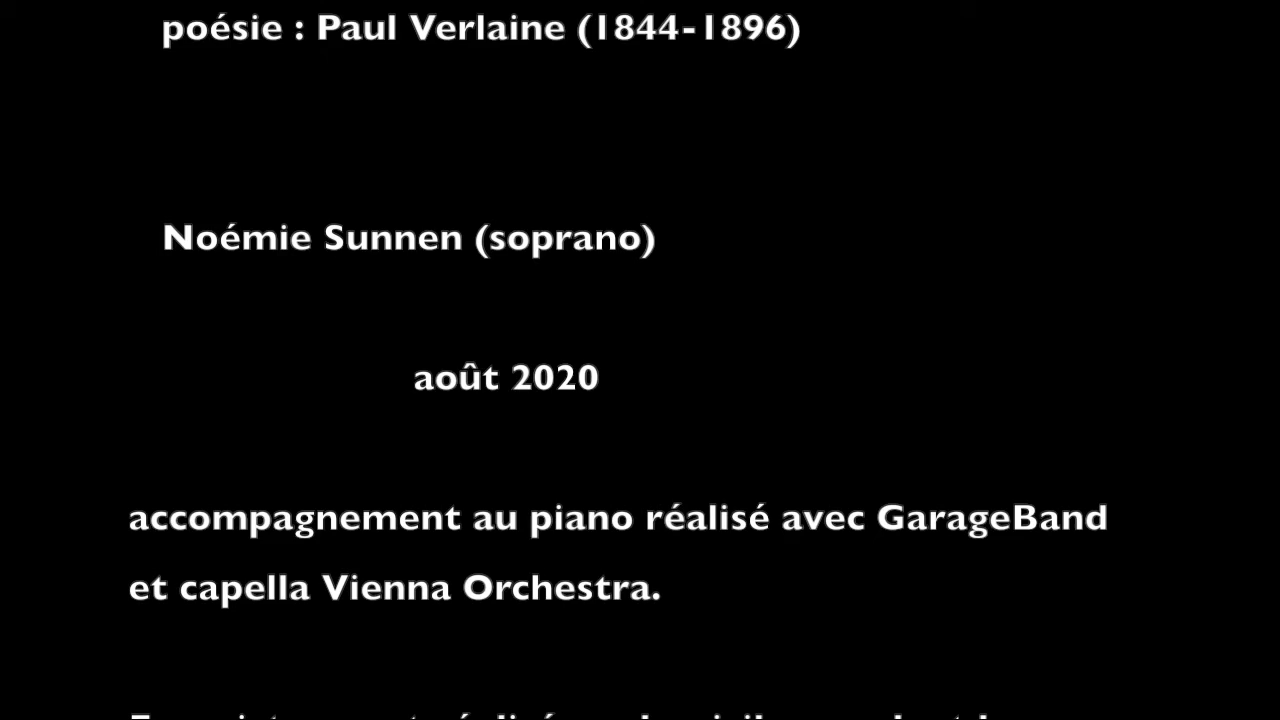 poésie : Paul Verlaine (1844-1896)
Noémie Sunnen (soprano)
août 2020
accompagnement au piano réalisé avec GarageBand
et capella Vienna Orchestra.